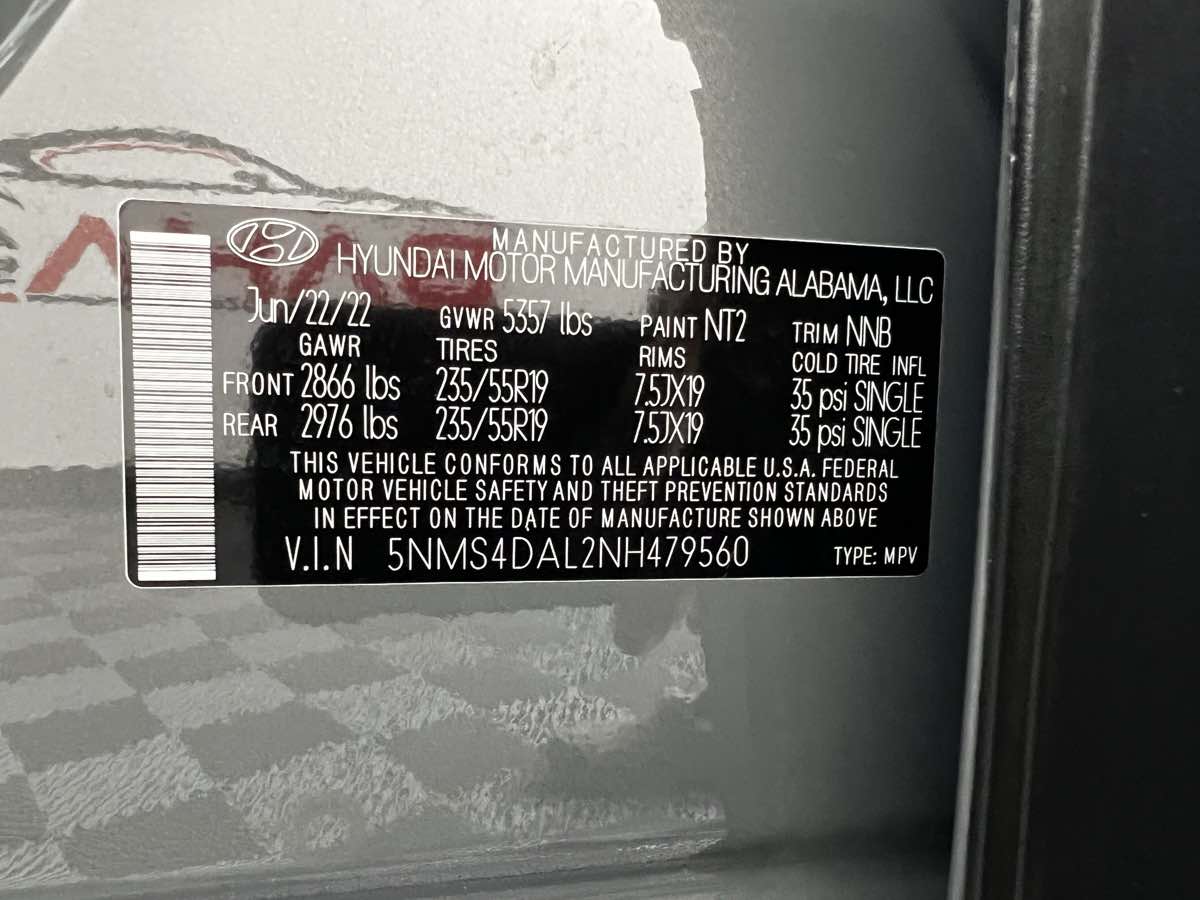 MANUFACTURED BY
HYUNDAI MOTOR MANUFACTURING ALABAMA, LLC
Jun/22/22 GVWR 5357 lbs PAINT NT2 TRIM NNB
GAWR TIRES RIMS COLD TIRE INFL
FRONT 2866 lbs 235/55R19 7.5JX19 35 psi SINGLE
REAR 2976 lbs 235/55R19 7.5JX19 35 psi SINGLE
THIS VEHICLE CONFORMS TO ALL APPLICABLE U.S.A. FEDERAL
MOTOR VEHICLE SAFETY AND THEFT PREVENTION STANDARDS
IN EFFECT ON THE DATE OF MANUFACTURE SHOWN ABOVE
V.I.N 5NMS4DAL2NH479560 TYPE: MPV